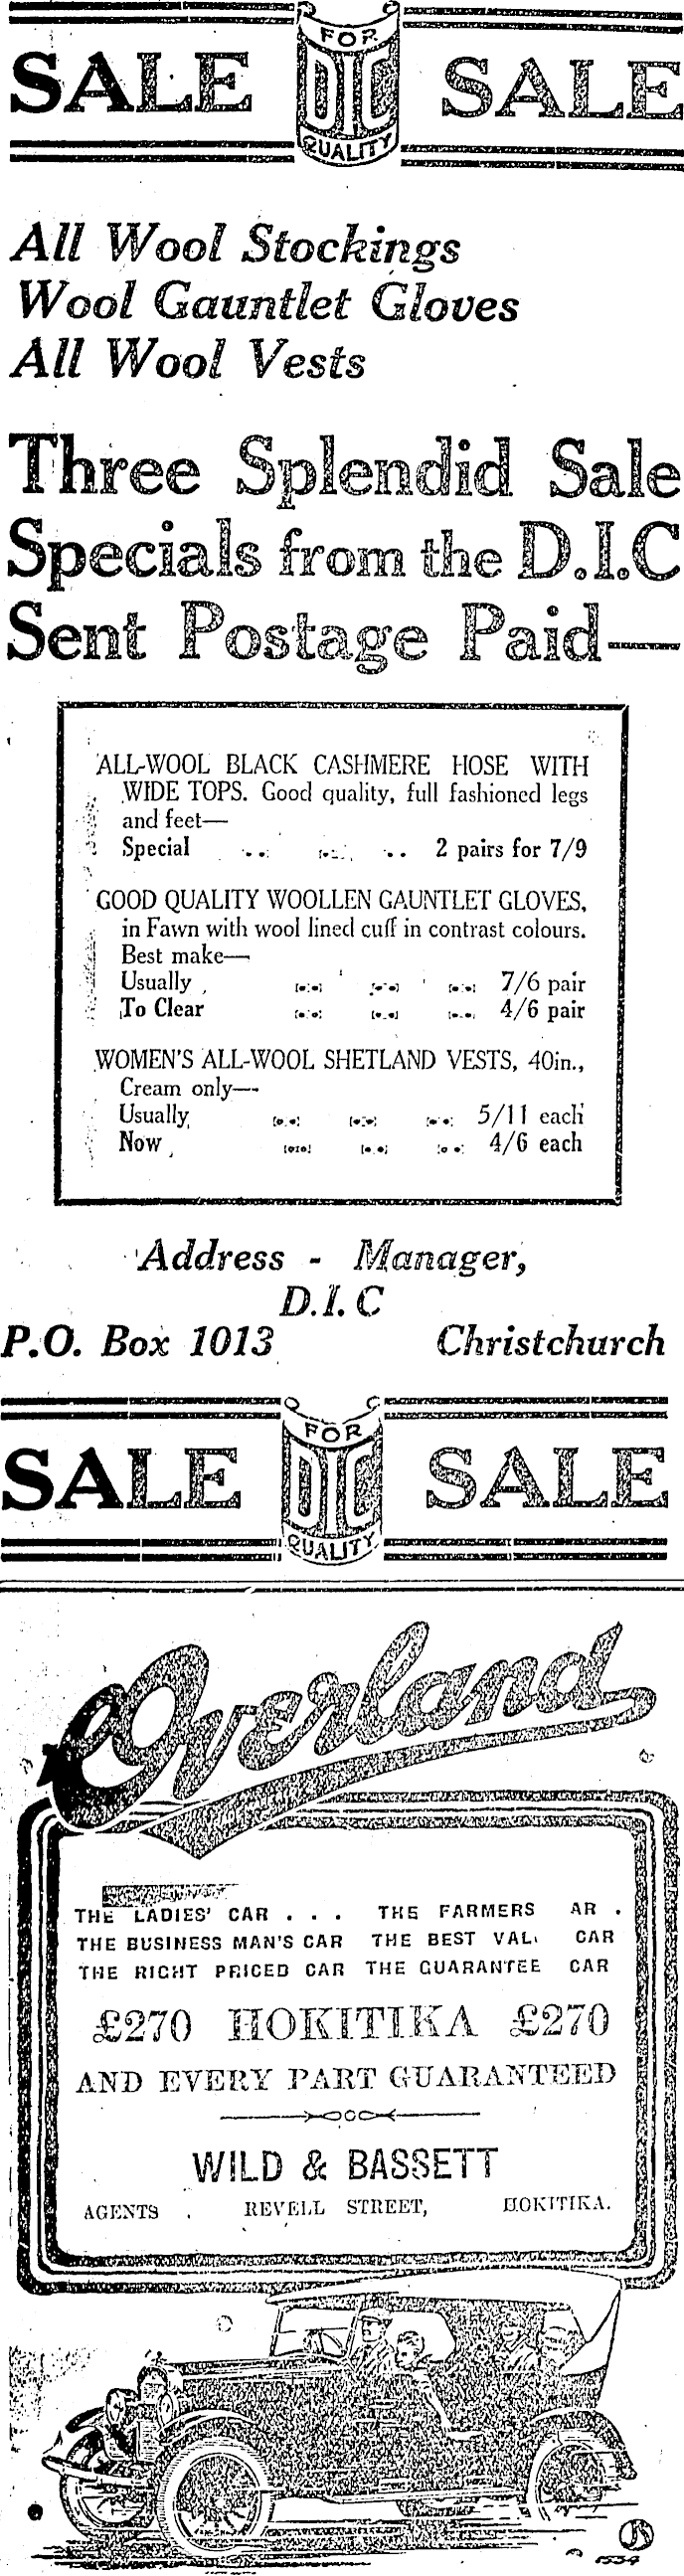 SALE FOR DIC QUALITY SALE
All Wool Stockings
Wool Gauntlet Gloves
All Wool Vests
Three Splendid Sale
Specials from the D.I.C
Sent Postage Paid—
ALL-WOOL BLACK CASHMERE HOSE WITH
WIDE TOPS. Good quality, full fashioned legs
and feet—
Special .. .. .. 2 pairs for 7/9
GOOD QUALITY WOOLLEN GAUNTLET GLOVES,
in Fawn with wool lined cuff in contrast colours.
Best make—
Usually .. .. .. 7/6 pair
To Clear .. .. .. 4/6 pair
WOMEN'S ALL-WOOL SHETLAND VESTS, 40in.,
Cream only—
Usually .. .. .. 5/11 each
Now .. .. .. 4/6 each
Address - Manager,
D.I.C
P.O. Box 1013 Christchurch
SALE FOR DIC QUALITY SALE
Overland
THE LADIES' CAR . . . THE FARMERS AR .
THE BUSINESS MAN'S CAR THE BEST VAL CAR
THE RIGHT PRICED CAR THE GUARANTEE CAR
£270 HOKITIKA £270
AND EVERY PART GUARANTEED
WILD & BASSETT
AGENTS . REVELL STREET, HOKITIKA.
1534